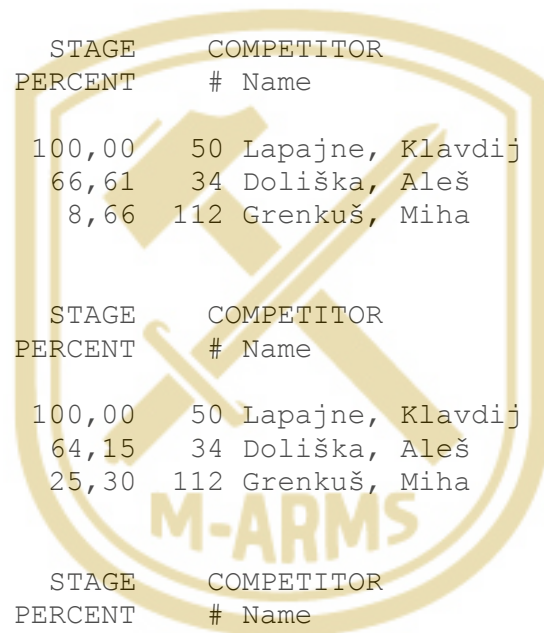 STAGE COMPETITOR
PERCENT # Name
100,00 50 Lapajne, Klavdij
66,61 34 Doliška, Aleš
8,66 112 Grenkuš, Miha
STAGE COMPETITOR
PERCENT # Name
100,00 50 Lapajne, Klavdij
64,15 34 Doliška, Aleš
25,30 112 Grenkuš, Miha
M-ARMS
STAGE COMPETITOR
PERCENT # Name